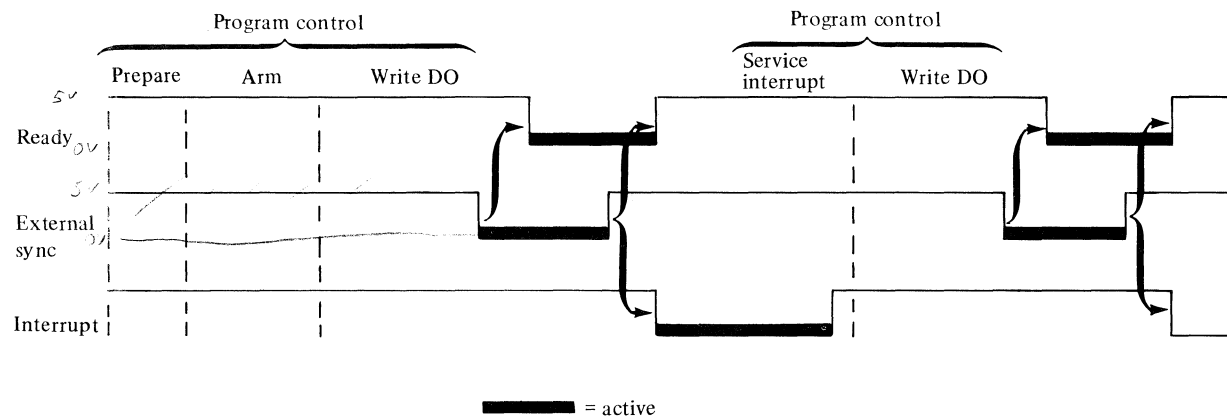 Program control
Program control
Prepare
Arm
Write DO
Service
interrupt
Write DO
5v
Ready
0v
5v
External
sync
0v
Interrupt
= active